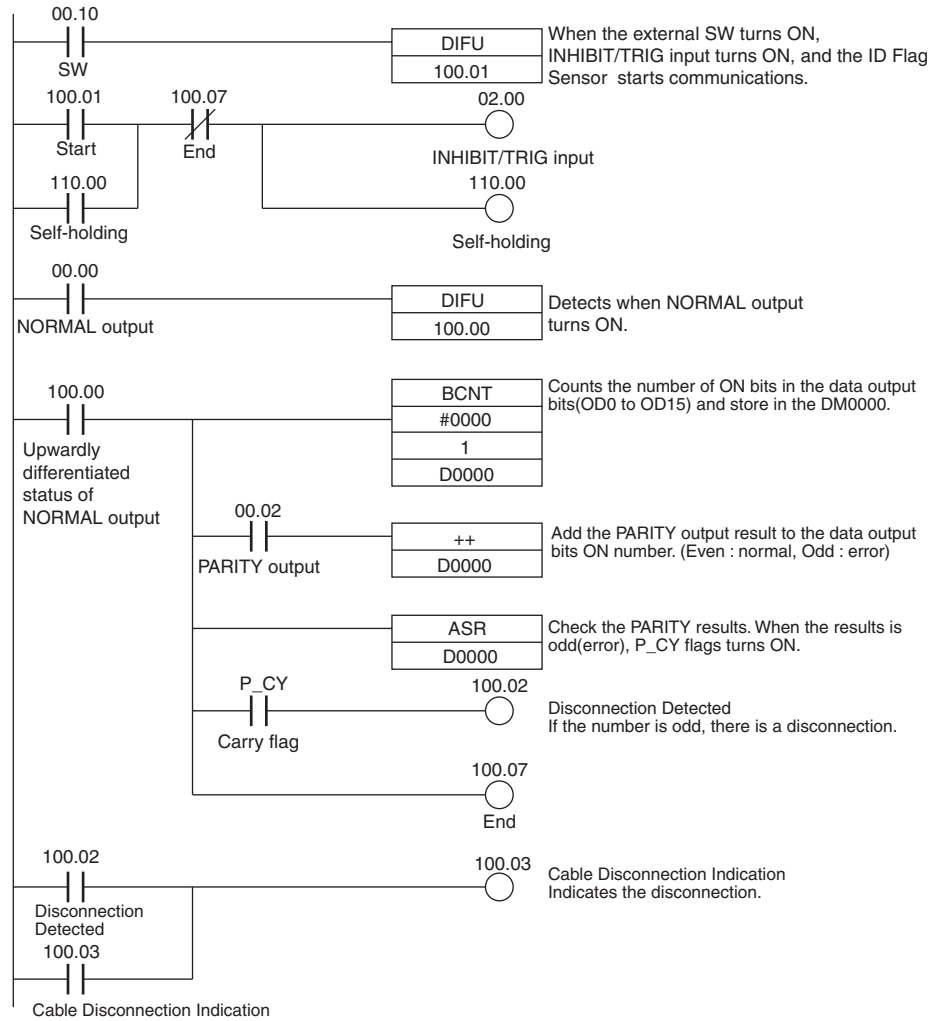 00.10
SW
DIFU
100.01
When the external SW turns ON,
INHIBIT/TRIG input turns ON, and the ID Flag
Sensor starts communications.
100.01
Start
100.07
End
02.00
INHIBIT/TRIG input
110.00
Self-holding
110.00
Self-holding
00.00
NORMAL output
DIFU
100.00
Detects when NORMAL output
turns ON.
100.00
Upwardly
differentiated
status of
NORMAL output
BCNT
#0000
1
D0000
Counts the number of ON bits in the data output
bits(OD0 to OD15) and store in the DM0000.
00.02
PARITY output
++
D0000
Add the PARITY output result to the data output
bits ON number. (Even : normal, Odd : error)
ASR
D0000
Check the PARITY results. When the results is
odd(error), P_CY flags turns ON.
P_CY
Carry flag
100.02
Disconnection Detected
If the number is odd, there is a disconnection.
100.07
End
100.02
Disconnection
Detected
100.03
Cable Disconnection Indication
Indicates the disconnection.
100.03
Cable Disconnection Indication